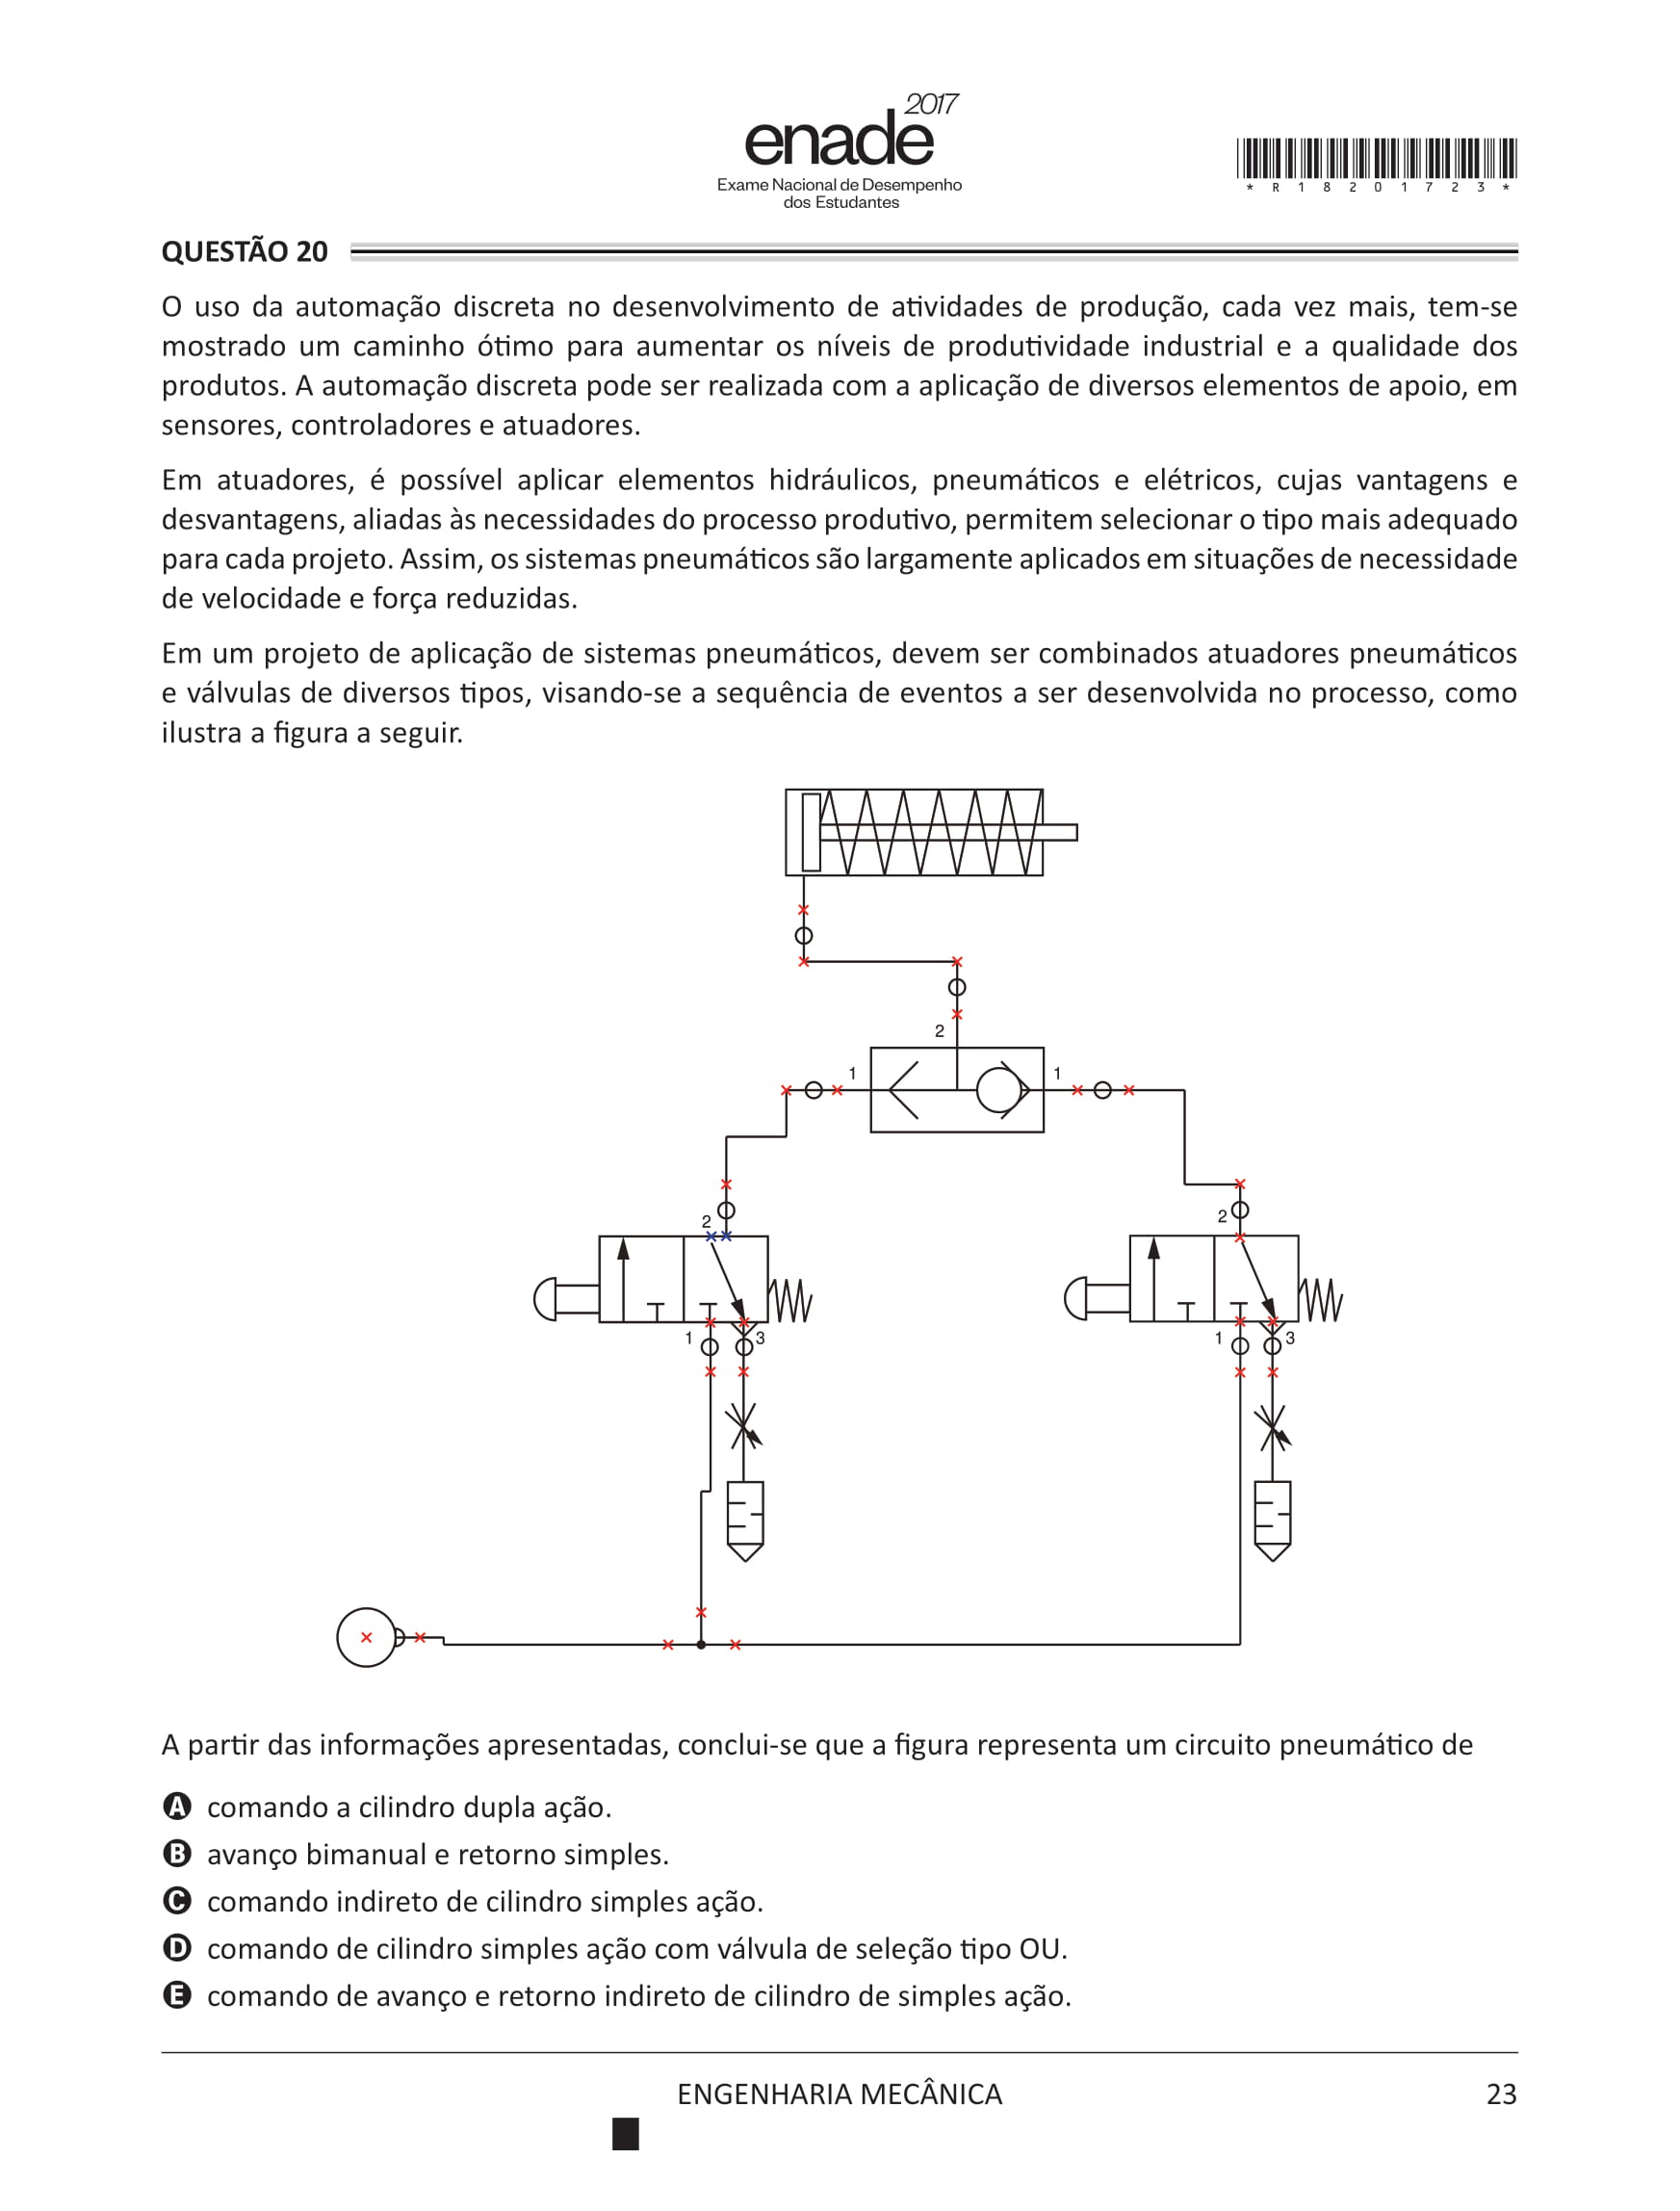 2017
enade
Exame Nacional de Desempenho
dos Estudantes
* R 1 8 2 0 1 7 2 3 *
QUESTÃO 20
O uso da automação discreta no desenvolvimento de atividades de produção, cada vez mais, tem-se
mostrado um caminho ótimo para aumentar os níveis de produtividade industrial e a qualidade dos
produtos. A automação discreta pode ser realizada com a aplicação de diversos elementos de apoio, em
sensores, controladores e atuadores.
Em atuadores, é possível aplicar elementos hidráulicos, pneumáticos e elétricos, cujas vantagens e
desvantagens, aliadas às necessidades do processo produtivo, permitem selecionar o tipo mais adequado
para cada projeto. Assim, os sistemas pneumáticos são largamente aplicados em situações de necessidade
de velocidade e força reduzidas.
Em um projeto de aplicação de sistemas pneumáticos, devem ser combinados atuadores pneumáticos
e válvulas de diversos tipos, visando-se a sequência de eventos a ser desenvolvida no processo, como
ilustra a figura a seguir.
2
1 1
2 2
1 3 1 3
A partir das informações apresentadas, conclui-se que a figura representa um circuito pneumático de
A comando a cilindro dupla ação.
B avanço bimanual e retorno simples.
C comando indireto de cilindro simples ação.
D comando de cilindro simples ação com válvula de seleção tipo OU.
E comando de avanço e retorno indireto de cilindro de simples ação.
ENGENHARIA MECÂNICA 23